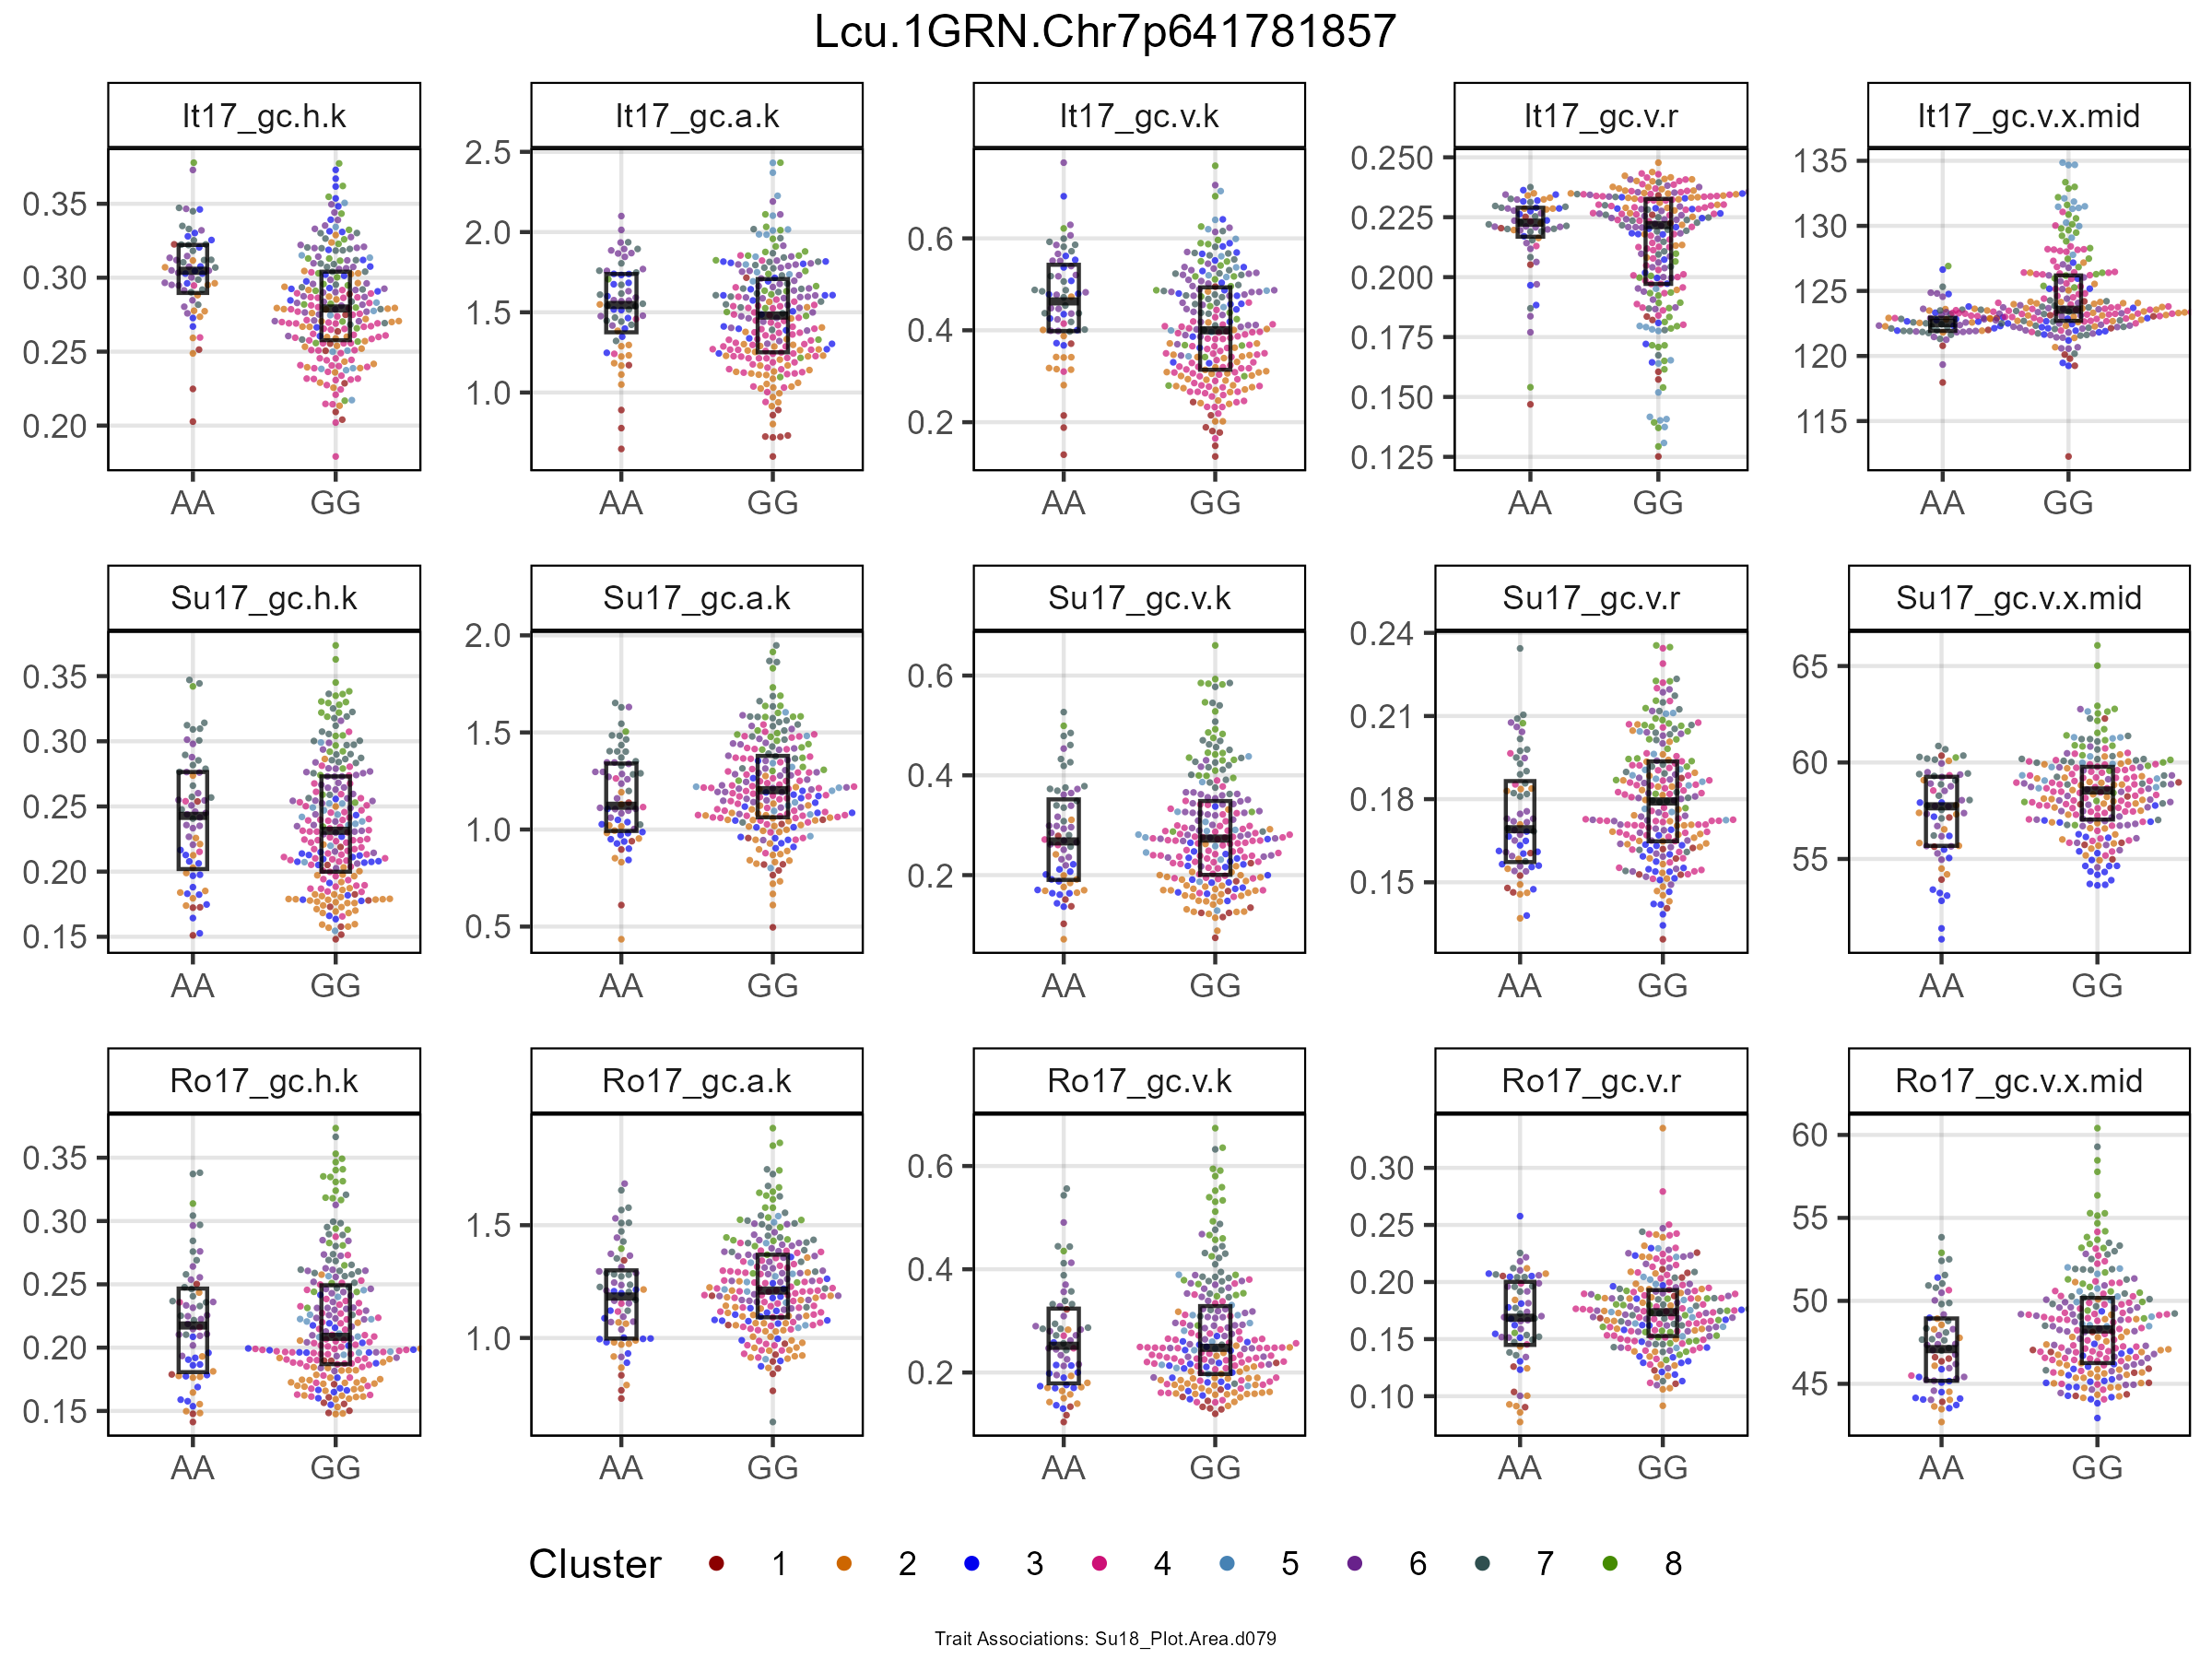 Lcu.1GRN.Chr7p641781857
It17_gc.h.k It17_gc.a.k It17_gc.v.k It17_gc.v.r It17_gc.v.x.mid
0.35 0.30 0.25 0.20
2.5 2.0 1.5 1.0
0.6 0.4 0.2
0.250 0.225 0.200 0.175 0.150 0.125
135 130 125 120 115
AA GG AA GG AA GG AA GG AA GG
Su17_gc.h.k Su17_gc.a.k Su17_gc.v.k Su17_gc.v.r Su17_gc.v.x.mid
0.35 0.30 0.25 0.20 0.15
2.0 1.5 1.0 0.5
0.6 0.4 0.2
0.24 0.21 0.18 0.15
65 60 55
AA GG AA GG AA GG AA GG AA GG
Ro17_gc.h.k Ro17_gc.a.k Ro17_gc.v.k Ro17_gc.v.r Ro17_gc.v.x.mid
0.35 0.30 0.25 0.20 0.15
1.5 1.0
0.6 0.4 0.2
0.30 0.25 0.20 0.15 0.10
60 55 50 45
AA GG AA GG AA GG AA GG AA GG
Cluster 1 2 3 4 5 6 7 8
Trait Associations: Su18_Plot.Area.d079